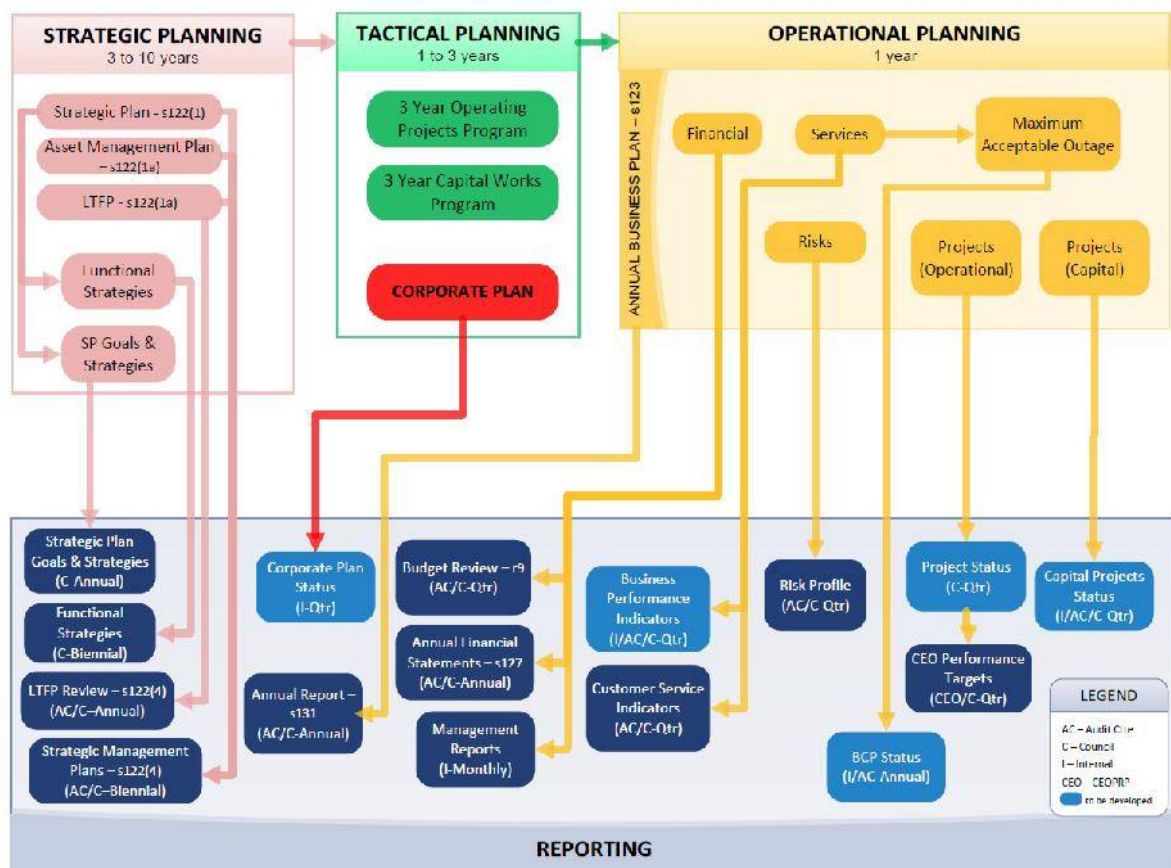 STRATEGIC PLANNING
3 to 10 years
Strategic Plan - s122(1)
Asset Management Plan
– s122(1a)
LTFP - s122(1a)
Functional
Strategies
SP Goals &
Strategies
TACTICAL PLANNING
1 to 3 years
3 Year Operating
Projects Program
3 Year Capital Works
Program
CORPORATE PLAN
OPERATIONAL PLANNING
1 year
ANNUAL BUSINESS PLAN – s123
Financial
Services
Maximum
Acceptable Outage
Risks
Projects
(Operational)
Projects
(Capital)
Strategic Plan
Goals & Strategies
(C-Annual)
Functional
Strategies
(C-Biennial)
LTFP Review – s122(4)
(AC/C–Annual)
Strategic Management
Plans – s122(4)
(AC/C–Biennial)
Corporate Plan
Status
(I-Qtr)
Annual Report –
s131
(AC/C-Annual)
Budget Review – r9
(AC/C-Qtr)
Annual Financial
Statements – s127
(AC/C-Annual)
Management
Reports
(I-Monthly)
Business
Performance
Indicators
(I/AC/C-Qtr)
Customer Service
Indicators
(AC/C-Qtr)
Risk Profile
(AC/C Qtr)
BCP Status
(I/AC Annual)
Project Status
(C-Qtr)
CEO Performance
Targets
(CEO/C-Qtr)
Capital Projects
Status
(I/AC/C Qtr)
LEGEND
AC – Audit
C – Council
I – Internal
CEO – CEOPRP
to be developed
REPORTING